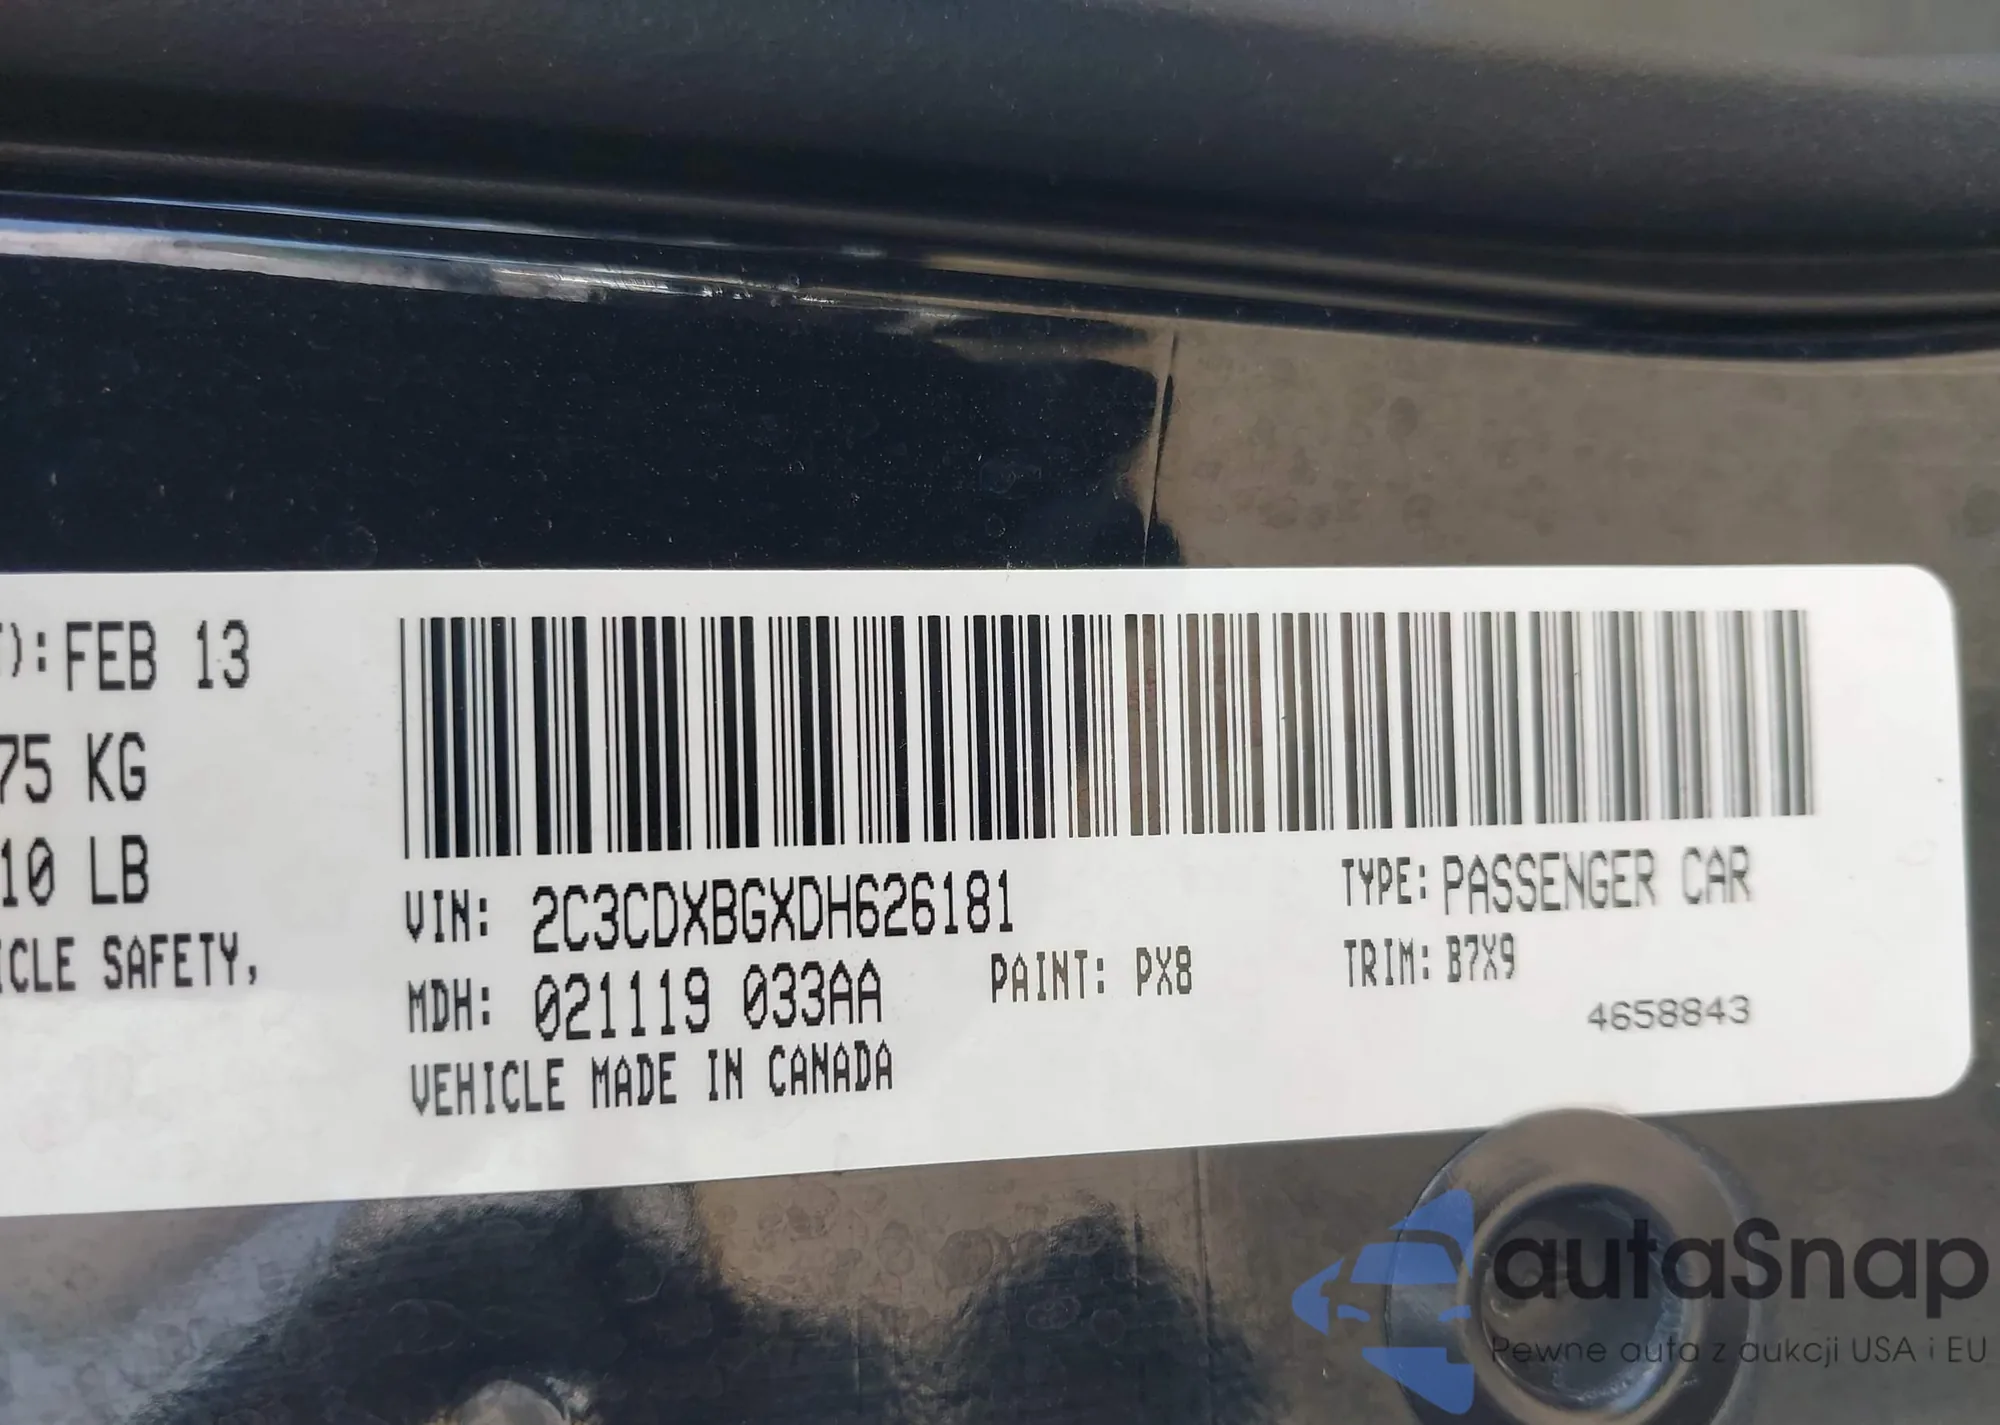 ): FEB 13
75 KG
10 LB
SAFETY,
VIN: 2C3CDXBGXDH626181
MDH: 021119 033AA
PAINT: PX8
VEHICLE MADE IN CANADA
TYPE: PASSENGER CAR
TRIM: B7X9
4658843
autaSnap
Pewne auta z aukcji USA i EU